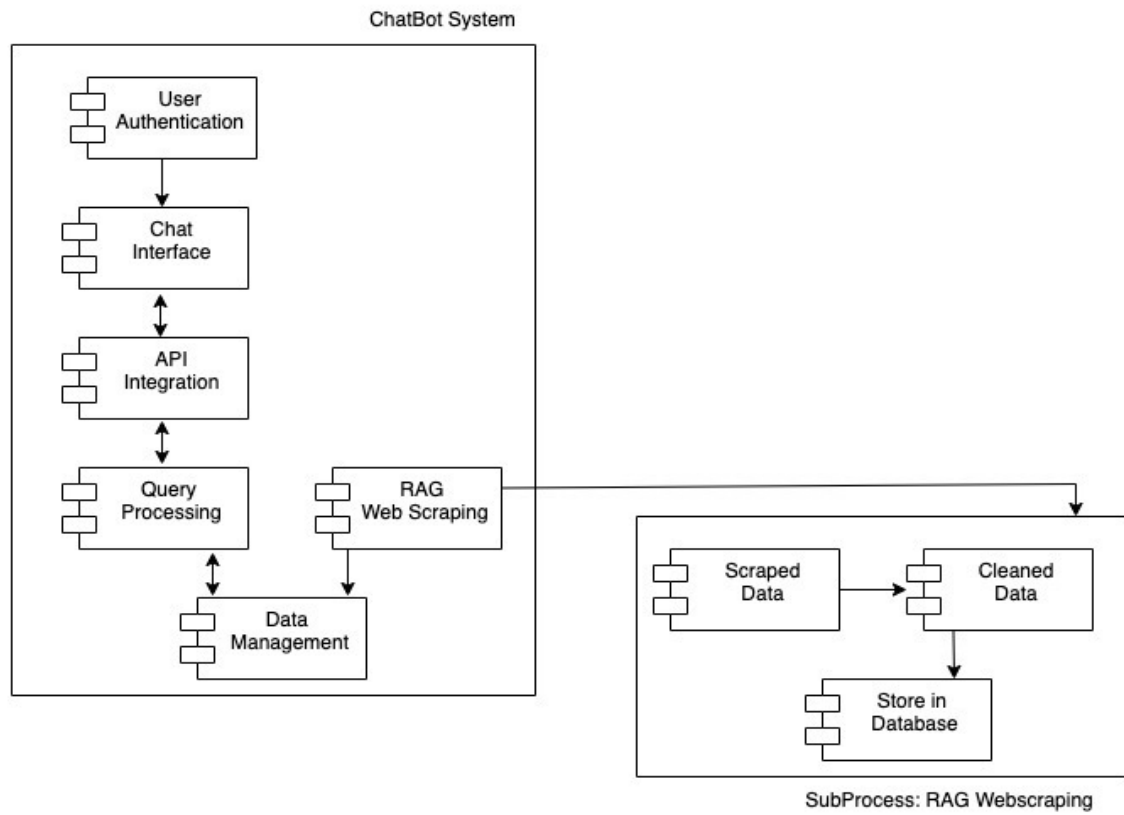 ChatBot System
User
Authentication
Chat
Interface
API
Integration
Query
Processing
RAG
Web Scraping
Data
Management
Scraped
Data
Cleaned
Data
Store in
Database
SubProcess: RAG Webscraping